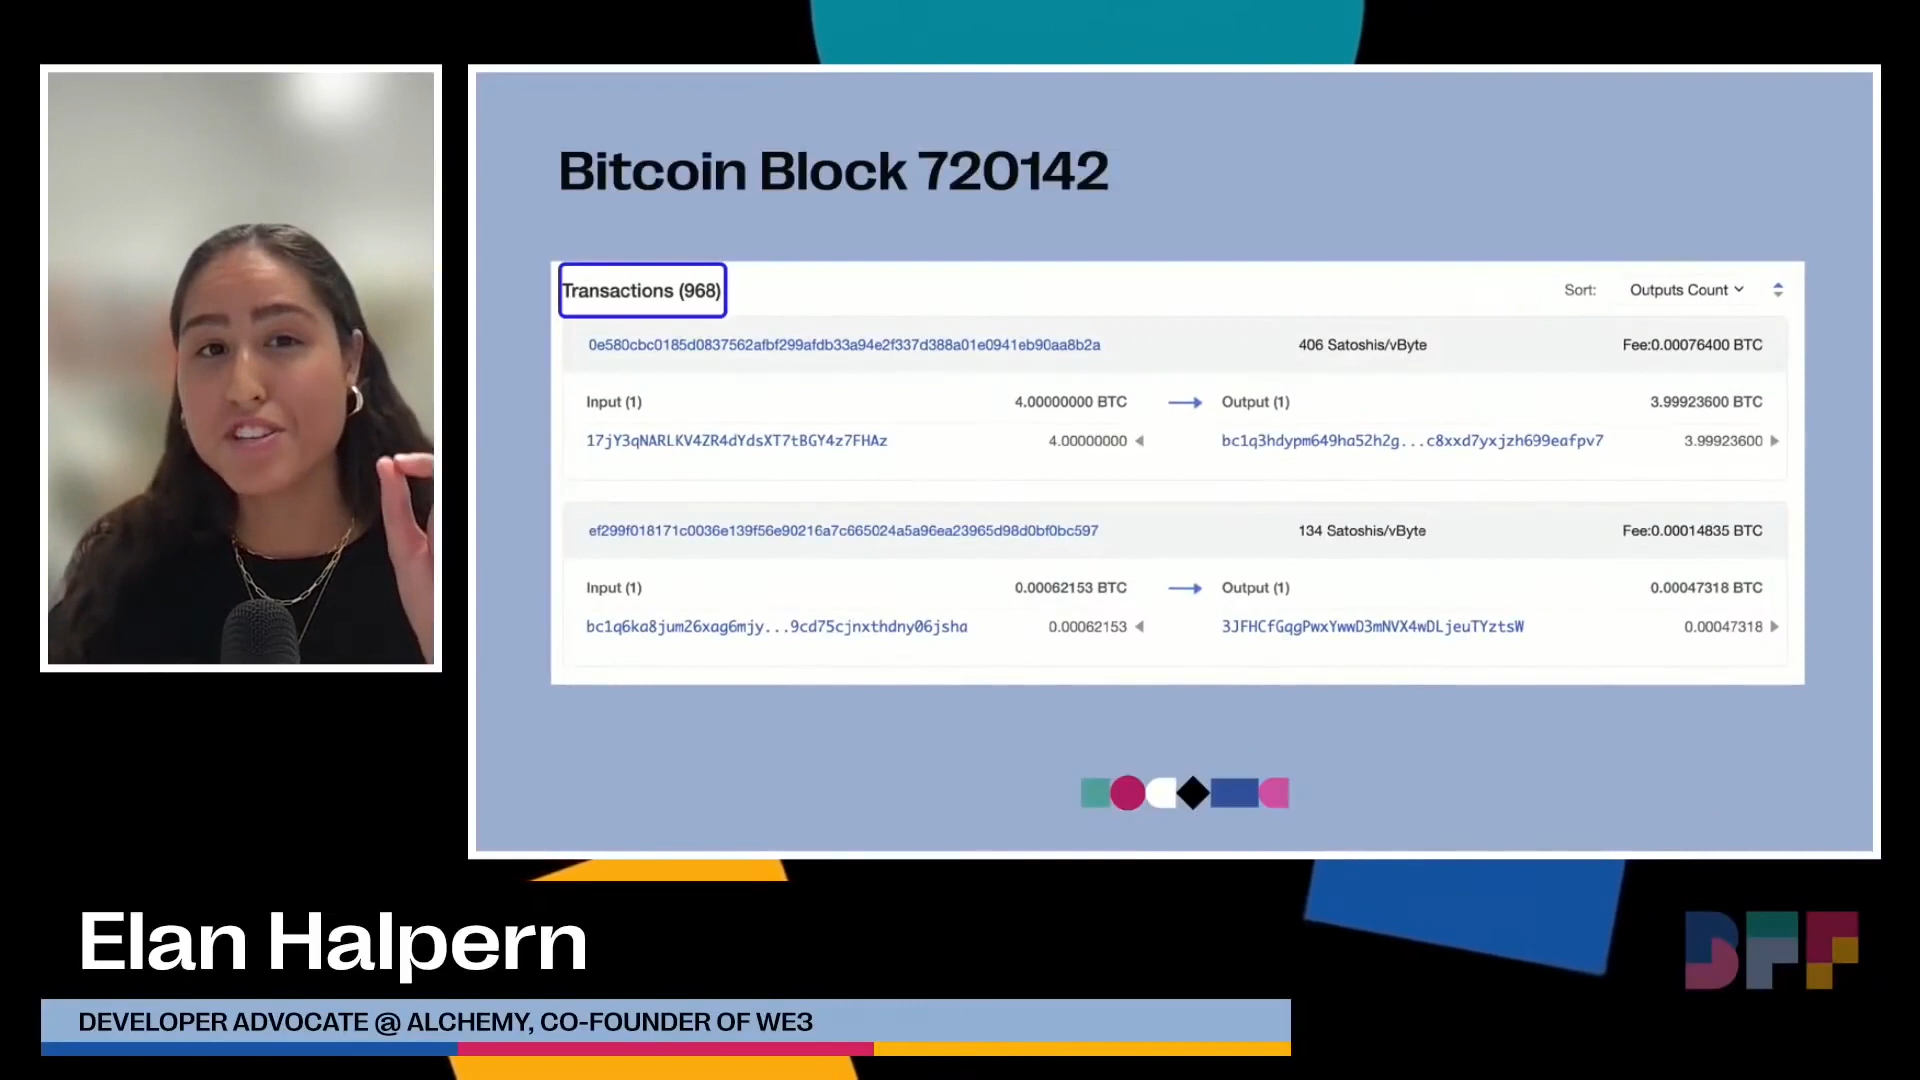 Bitcoin Block 720142
Transactions (968)
Sort: Outputs Count
0e580cbc0185d0837562afbf299afdb33a94e2f337d388a01e0941eb90aa8b2a 406 Satoshis/vByte Fee:0.00076400 BTC
Input (1) 4.00000000 BTC Output (1) 3.99923600 BTC
17jY3qNARLKV4ZR4dYdsXT7tBGY4z7FHAz 4.00000000 bc1q3hdypm649ha52h2g...c8xxd7yxjzh699eafpv7 3.99923600
ef299f018171c0036e139f56e90216a7c665024a5a96ea23965d98d0bf0bc597 134 Satoshis/vByte Fee:0.00014835 BTC
Input (1) 0.00062153 BTC Output (1) 0.00047318 BTC
bc1q6ka8jum26xag6mjy...9cd75cjnxthdny06jsha 0.00062153 3JFHCfGqgPwxYwwD3mNVX4wDLjeuTYztsW 0.00047318
Elan Halpern
DEVELOPER ADVOCATE @ ALCHEMY, CO-FOUNDER OF WE3
BFF